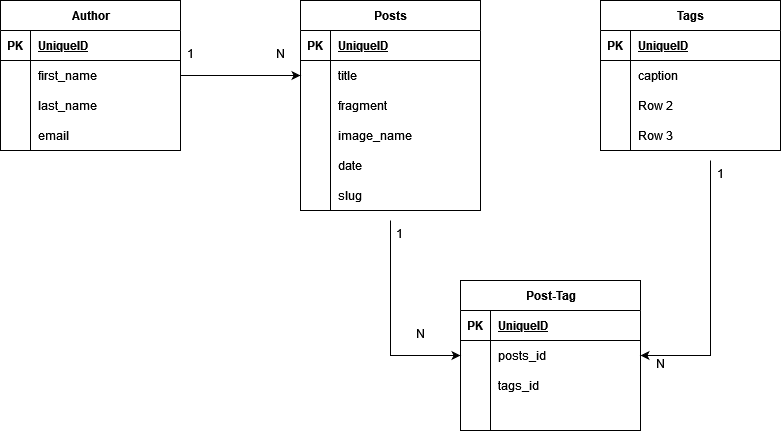 Author
PK UniqueID
first_name
last_name
email
1
N
Posts
PK UniqueID
title
fragment
image_name
date
slug
Tags
PK UniqueID
caption
Row 2
Row 3
1
1
N
N
Post-Tag
PK UniqueID
posts_id
tags_id